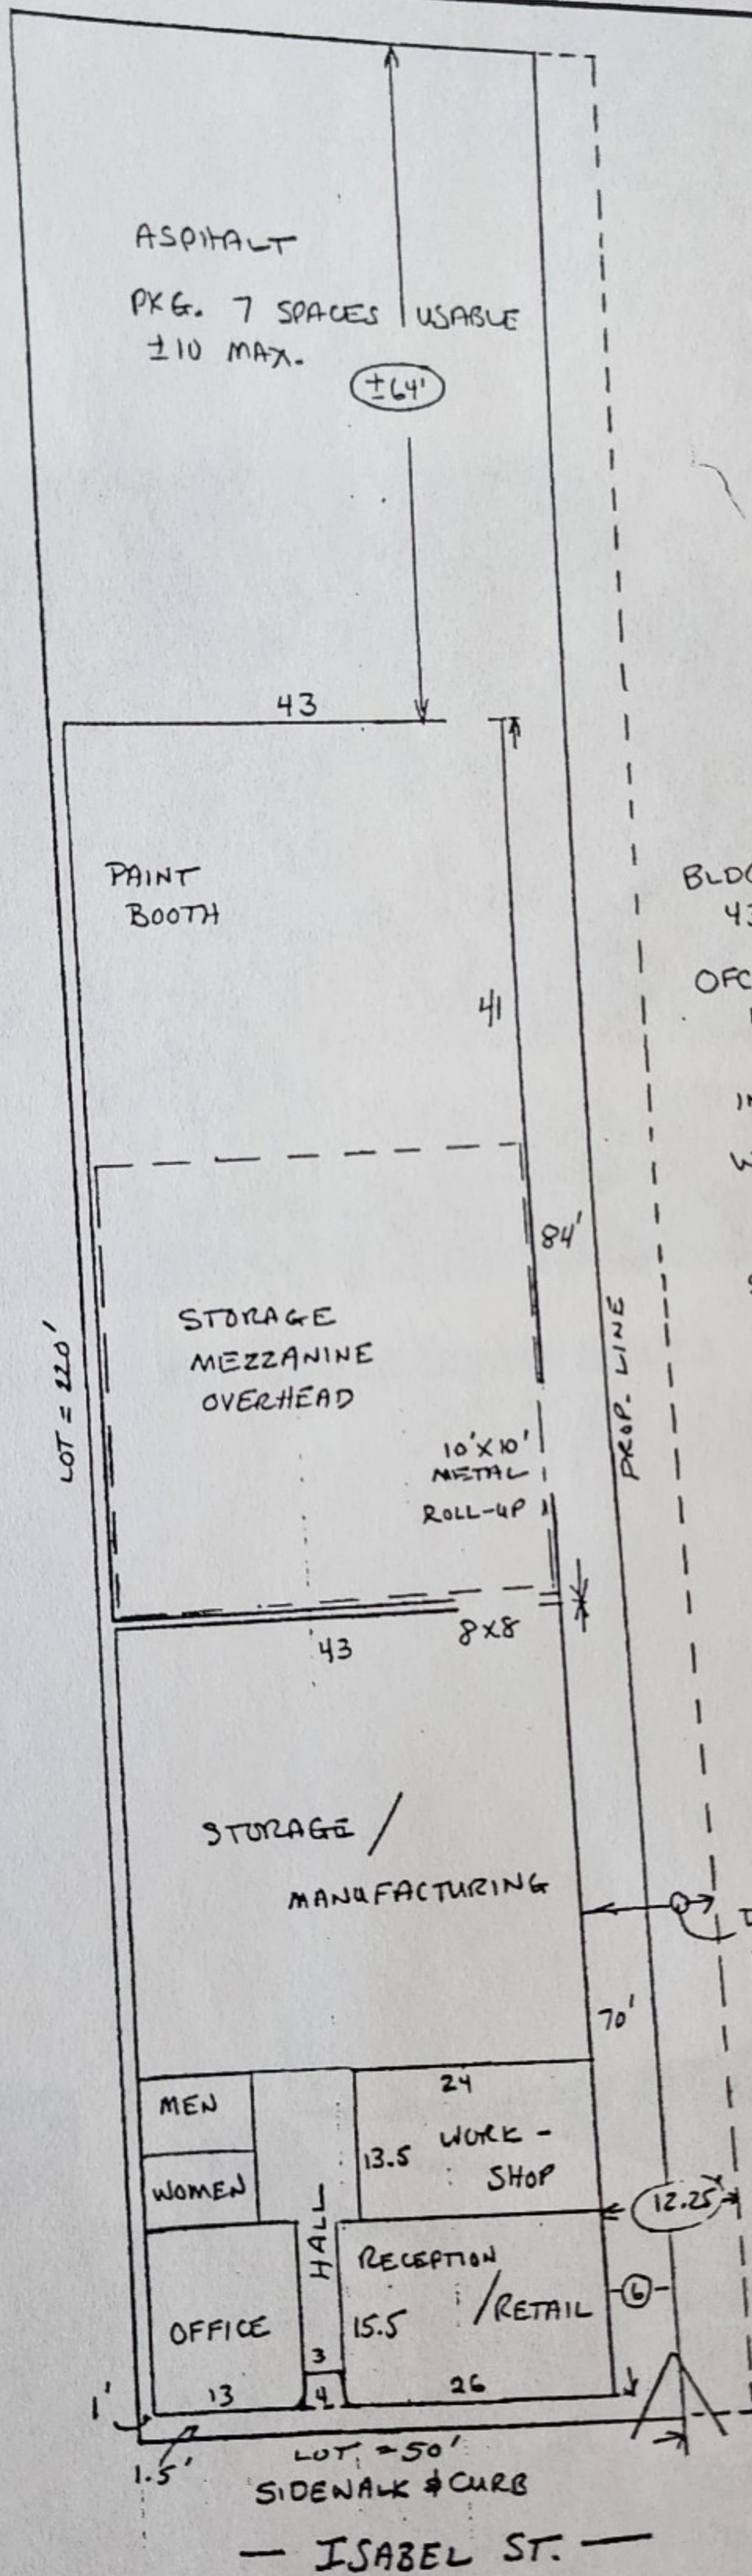 ASPHALT
PKG. 7 SPACES USABLE
±10 MAX.
±64'
43
PAINT
BOOTH
BLDG
43
OFC
41
84'
STORAGE
MEZZANINE
OVERHEAD
LOT = 220'
PROP. LINE
10'X10'
METAL
ROLL-UP
8X8
43
STORAGE /
MANUFACTURING
70'
MEN
24
13.5 WORK-
SHOP
WOMEN
12.25'
HALL
RECEPTION
/RETAIL
6
OFFICE
15.5
3
13
4
26
1'
1.5'
LOT = 50'
SIDEWALK & CURB
— ISABEL ST. —